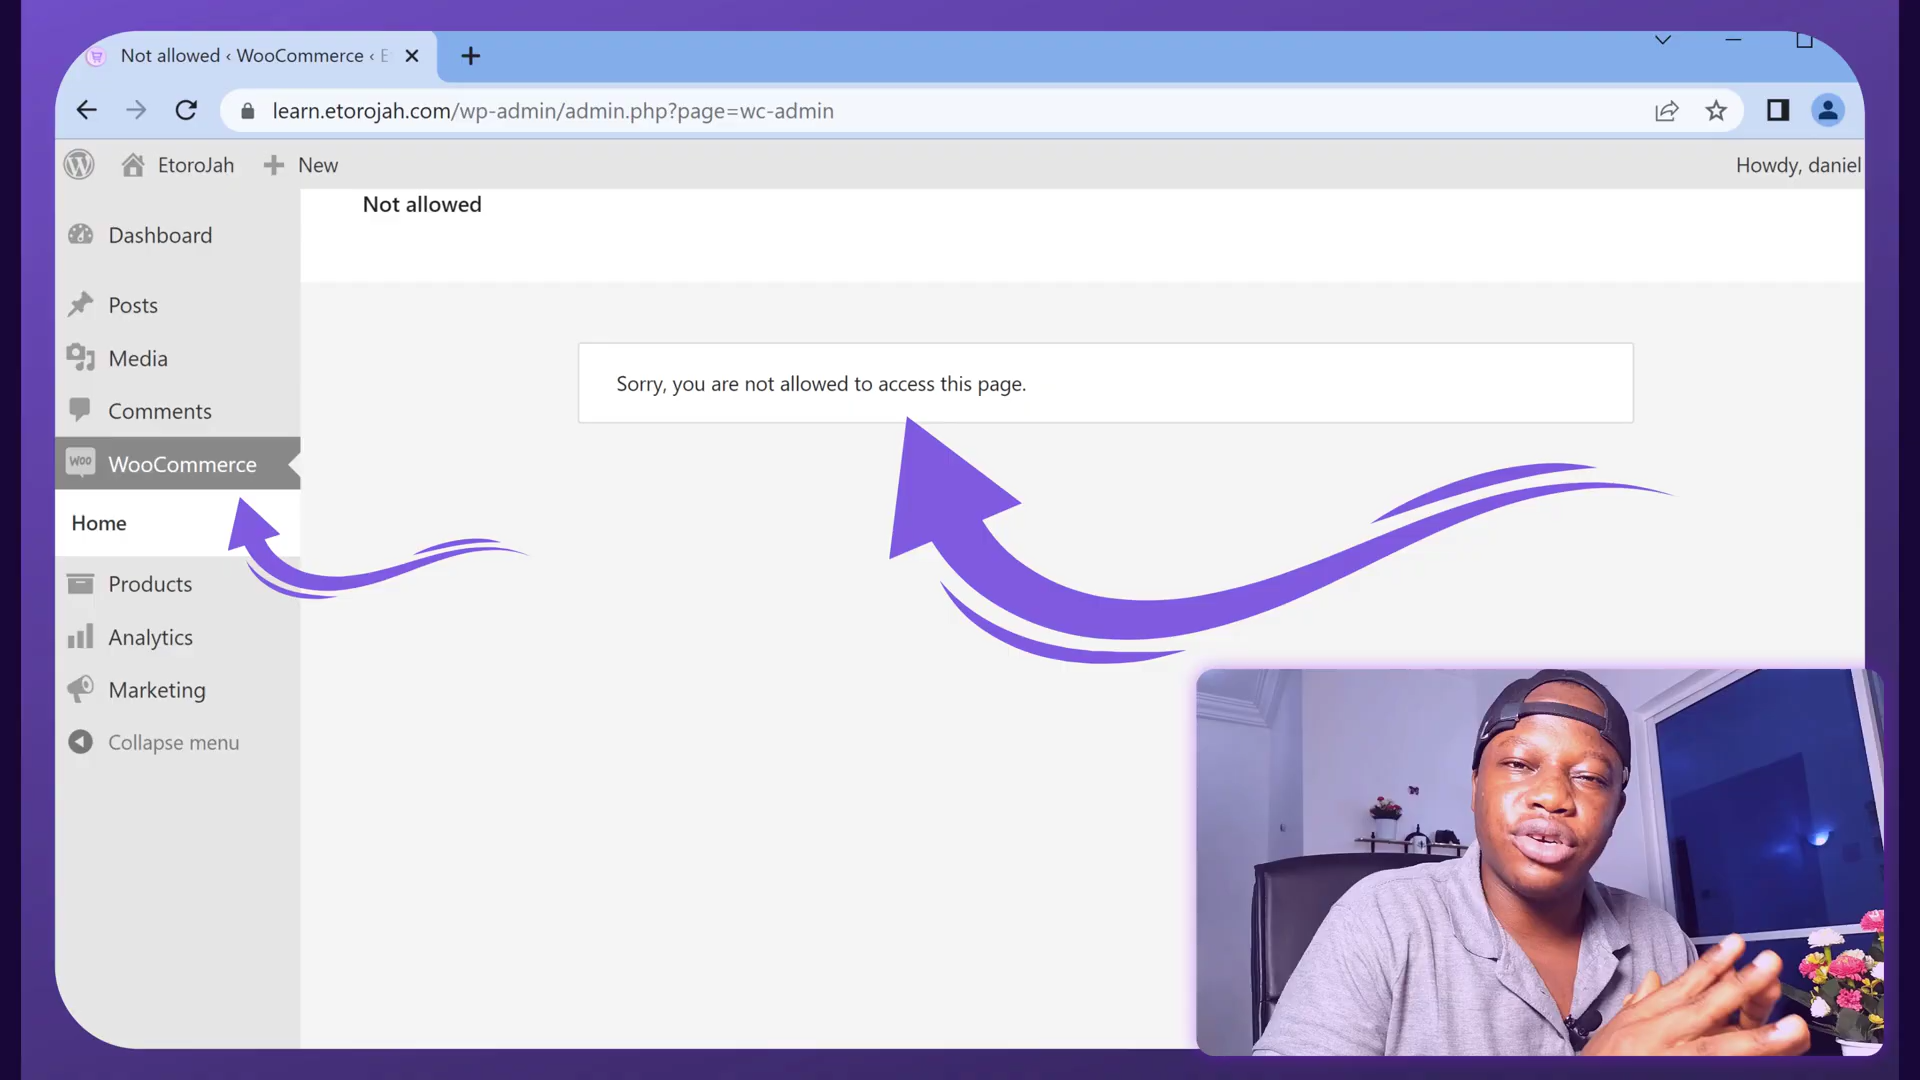 Not allowed ‹ WooCommerce ‹ E
learn.etorojah.com/wp-admin/admin.php?page=wc-admin
EtoroJah
New
Howdy, daniel
Not allowed
Dashboard
Posts
Media
Comments
Woo
WooCommerce
Home
Products
Analytics
Marketing
Collapse menu
Sorry, you are not allowed to access this page.